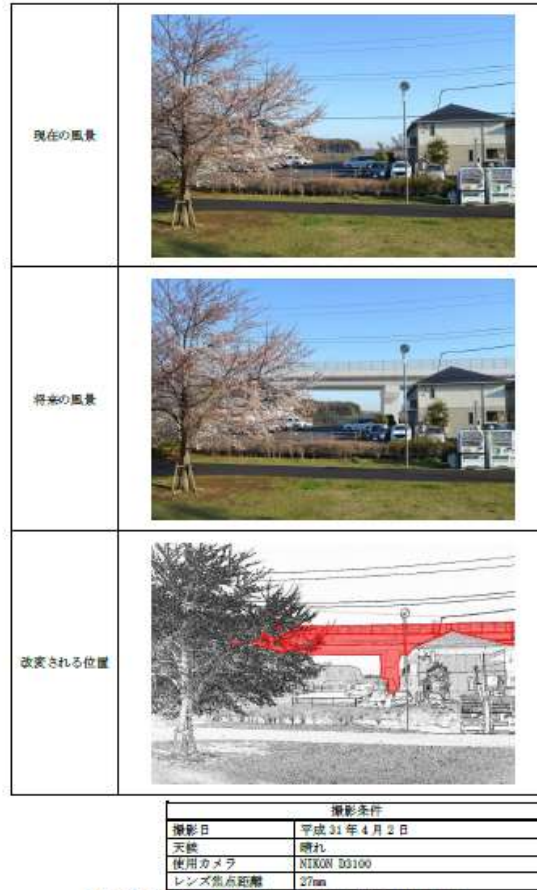 現在の風景
将来の風景
改変される位置
撮影条件
撮影日 平成 31 年 4 月 2 日
天候 晴れ
使用カメラ NIKON D3100
レンズ焦点距離 27mm